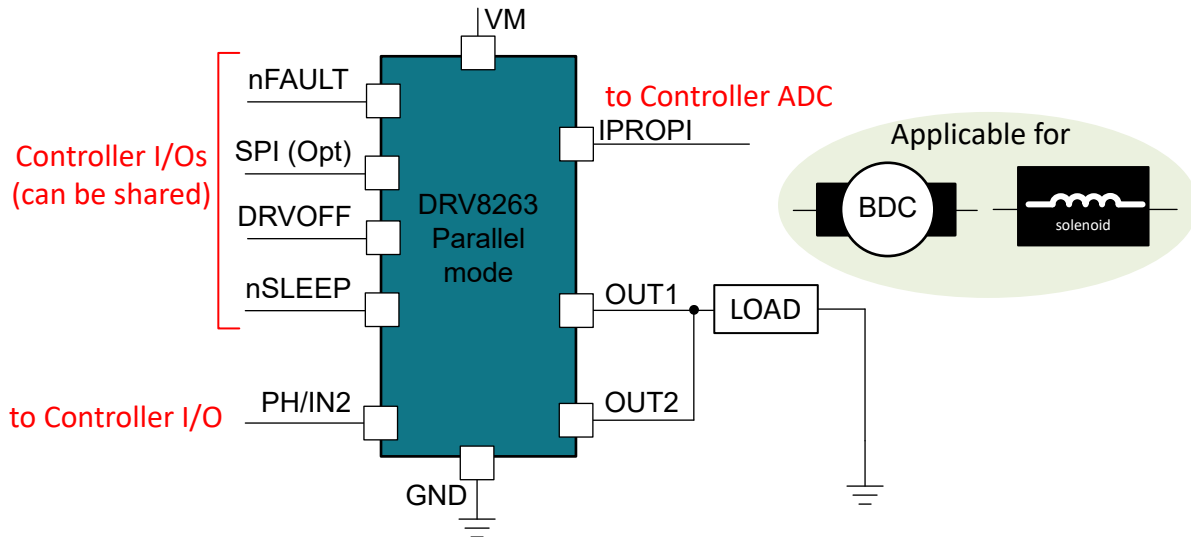 VM
nFAULT
SPI (Opt)
DRVOFF
nSLEEP
Controller I/Os
(can be shared)
PH/IN2
to Controller I/O
GND
DRV8263
Parallel
mode
to Controller ADC
IPROPI
OUT1
OUT2
LOAD
Applicable for
BDC
solenoid